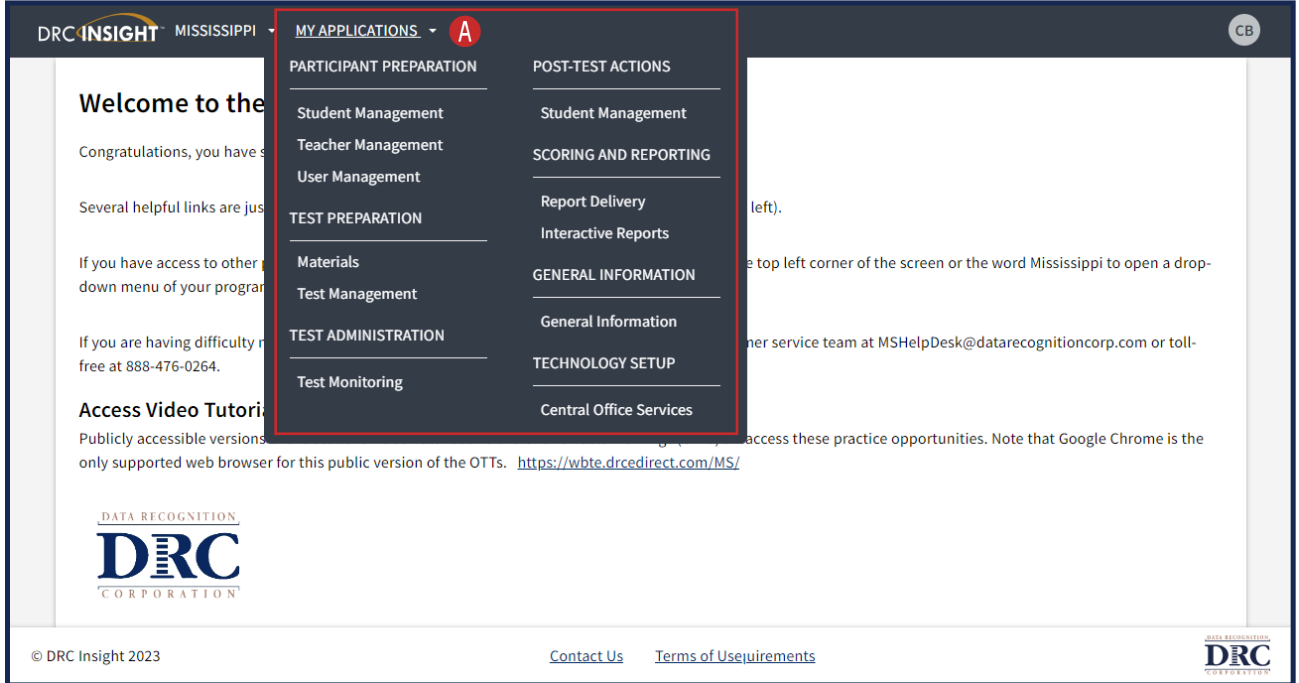 DRC INSIGHT MISSISSIPPI MY APPLICATIONS A CB
PARTICIPANT PREPARATION
Student Management
Teacher Management
User Management
TEST PREPARATION
Materials
Test Management
TEST ADMINISTRATION
Test Monitoring
POST-TEST ACTIONS
Student Management
SCORING AND REPORTING
Report Delivery
Interactive Reports
GENERAL INFORMATION
General Information
TECHNOLOGY SETUP
Central Office Services
Welcome to the
Congratulations, you have
Several helpful links are left).
If you have access to other e top left corner of the screen or the word Mississippi to open a drop-
down menu of your
If you are having difficulty customer service team at MSHelpDesk@datarecognitioncorp.com or toll-
free at 888-476-0264.
Access Video
Publicly accessible versions access these practice opportunities. Note that Google Chrome is the
only supported web browser for this public version of the OTTs. https://wbte.drcedirect.com/MS/
DATA RECOGNITION
DRC
CORPORATION
© DRC Insight 2023 Contact Us Terms of Usequirements
DATA RECOGNITION
DRC
CORPORATION